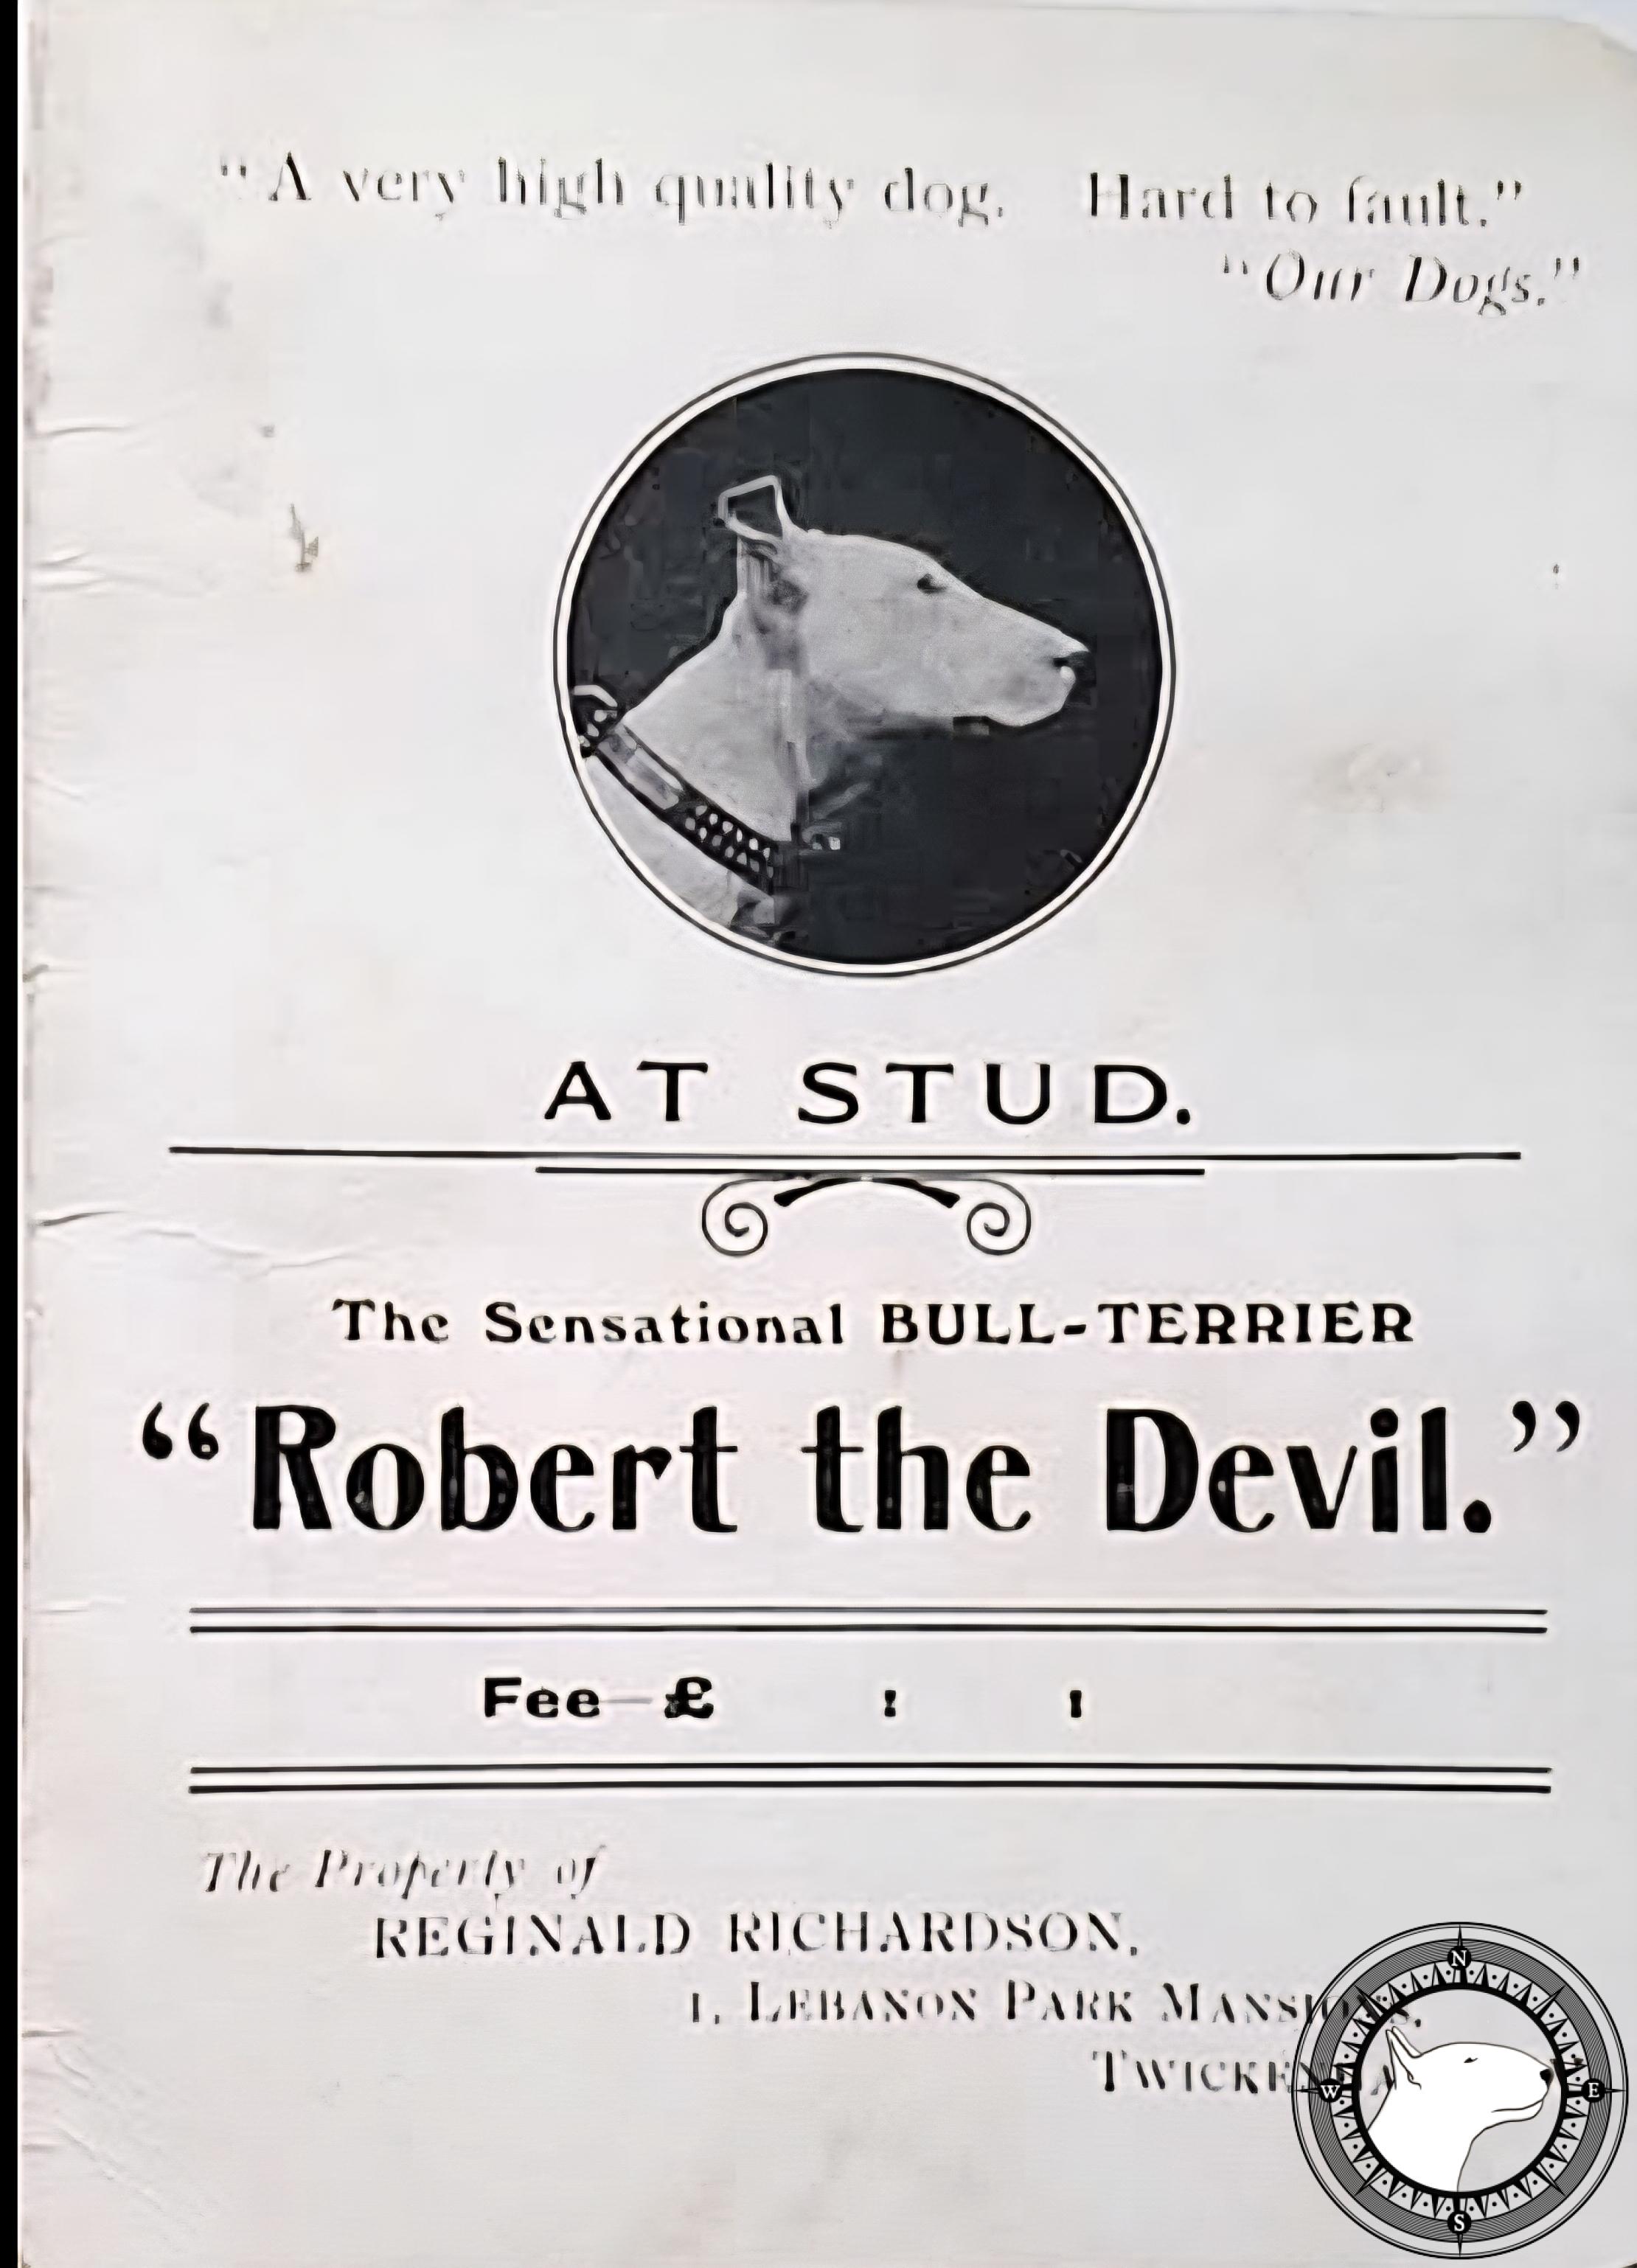 "A very high quality dog. Hard to fault."
"Our Dogs."
AT STUD.
The Sensational BULL-TERRIER
"Robert the Devil."
Fee—£ : :
The Property of
REGINALD RICHARDSON,
1, LEBANON PARK MANSIONS,
N
W
E
S